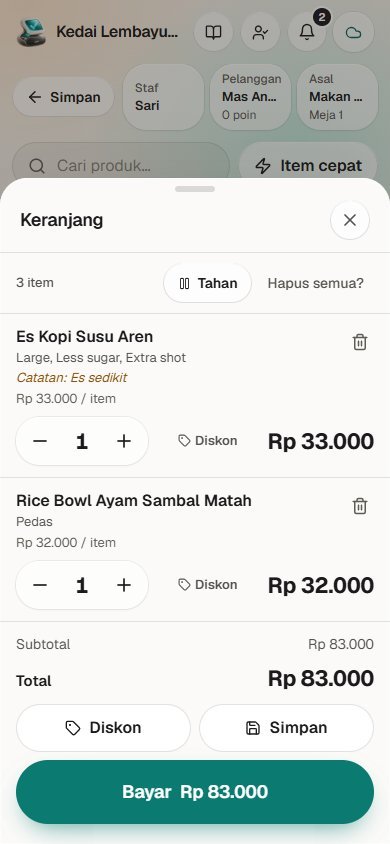 Kedai Lembayu...
2
Simpan
Staf
Sari
Pelanggan
Mas An...
0 poin
Asal
Makan ...
Meja 1
Cari produk...
Item cepat
Keranjang
3 item
Tahan
Hapus semua?
Es Kopi Susu Aren
Large, Less sugar, Extra shot
Catatan: Es sedikit
Rp 33.000 / item
1
Diskon
Rp 33.000
Rice Bowl Ayam Sambal Matah
Pedas
Rp 32.000 / item
1
Diskon
Rp 32.000
Subtotal
Rp 83.000
Total
Rp 83.000
Diskon
Simpan
Bayar Rp 83.000